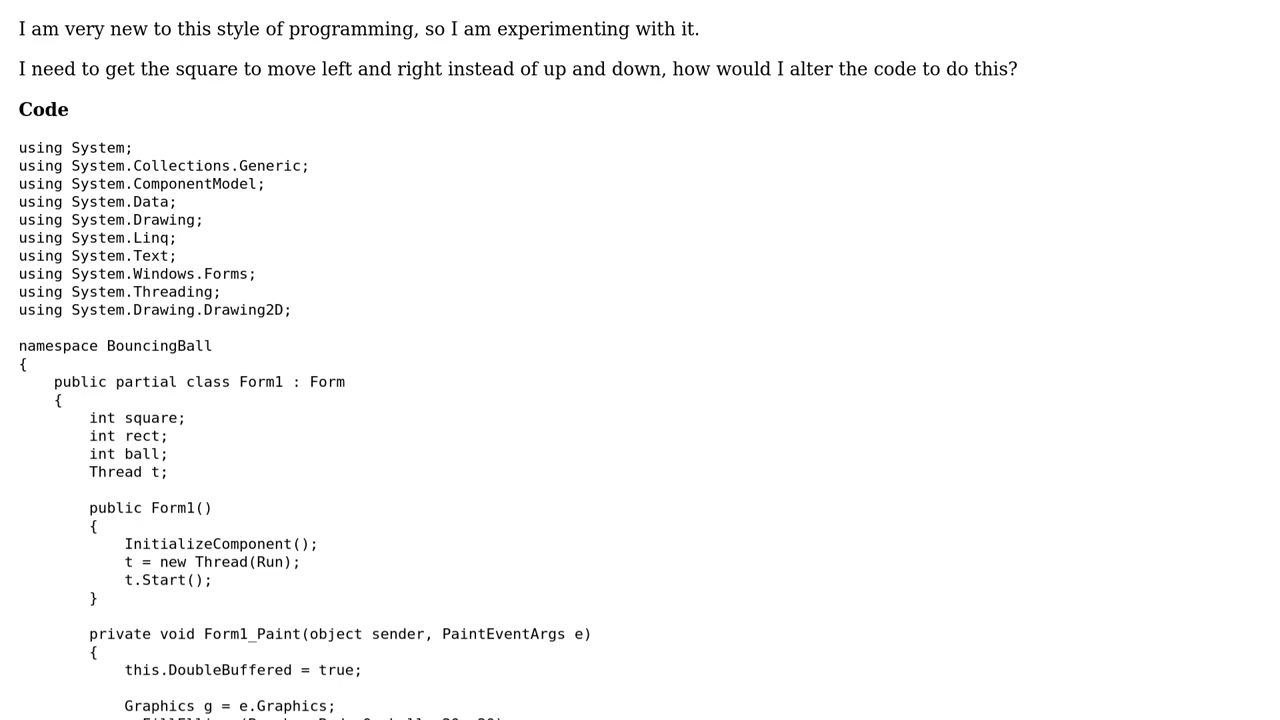 I am very new to this style of programming, so I am experimenting with it.
I need to get the square to move left and right instead of up and down, how would I alter the code to do this?
Code
using System;
using System.Collections.Generic;
using System.ComponentModel;
using System.Data;
using System.Drawing;
using System.Linq;
using System.Text;
using System.Windows.Forms;
using System.Threading;
using System.Drawing.Drawing2D;
namespace BouncingBall
{
    public partial class Form1 : Form
    {
        int square;
        int rect;
        int ball;
        Thread t;
        public Form1()
        {
            InitializeComponent();
            t = new Thread(Run);
            t.Start();
        }
        private void Form1_Paint(object sender, PaintEventArgs e)
        {
            this.DoubleBuffered = true;
            Graphics g = e.Graphics;